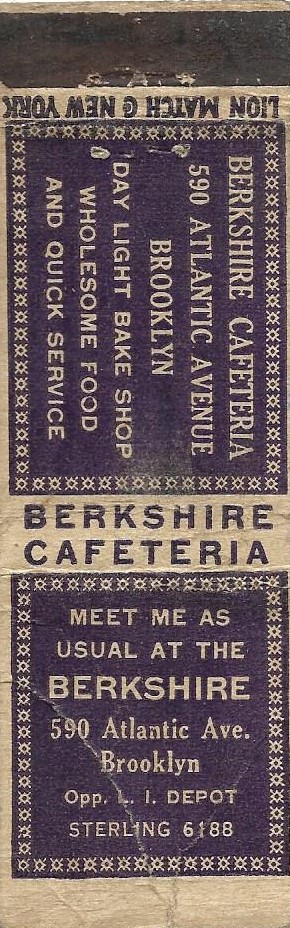 LION MATCH Co NEW YORK
BERKSHIRE CAFETERIA
590 ATLANTIC AVENUE
BROOKLYN
DAY LIGHT BAKE SHOP
WHOLESOME FOOD
AND QUICK SERVICE
BERKSHIRE
CAFETERIA
MEET ME AS
USUAL AT THE
BERKSHIRE
590 Atlantic Ave.
Brooklyn
Opp. L. I. DEPOT
STERLING 6188